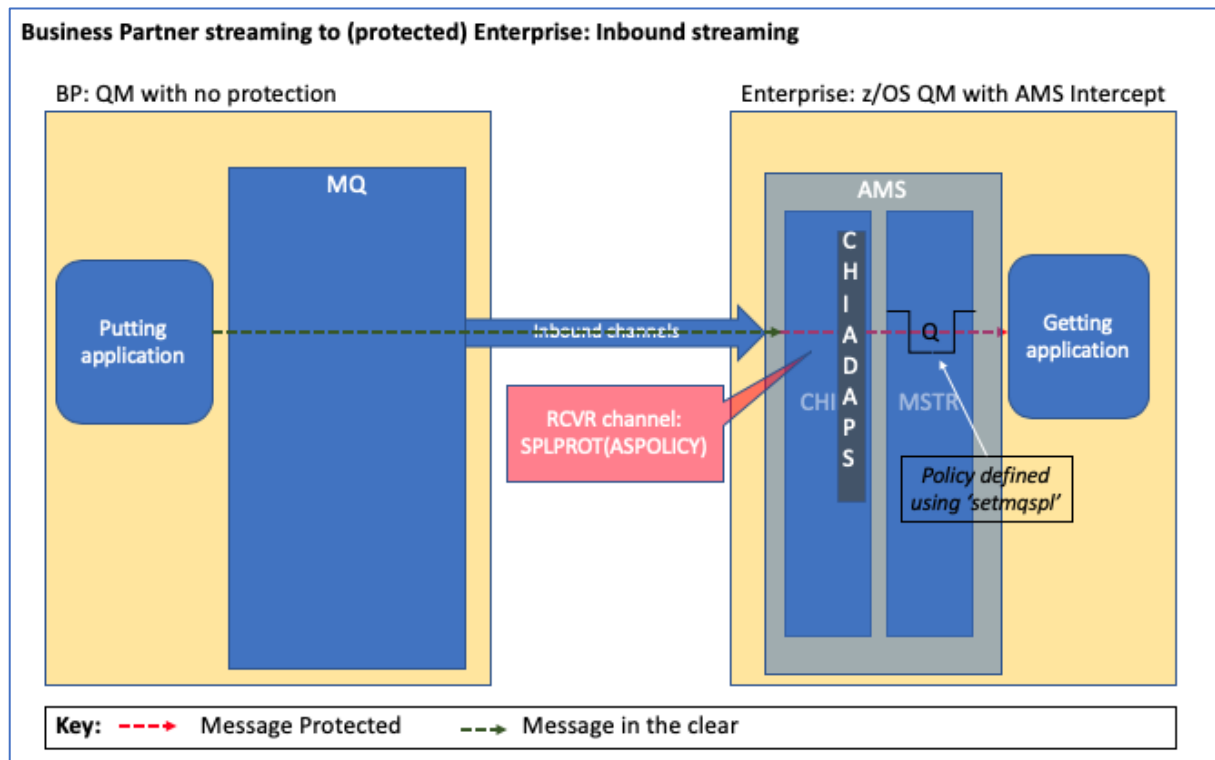 Business Partner streaming to (protected) Enterprise: Inbound streaming
BP: QM with no protection
Enterprise: z/OS QM with AMS Intercept
MQ
AMS
Putting
application
Inbound channels
RCVR channel:
SPLPROT(ASPOLICY)
CHI
C
H
I
A
D
A
P
S
MSTR
Q
Getting
application
Policy defined
using ‘setmqspl’
Key:
Message Protected
Message in the clear